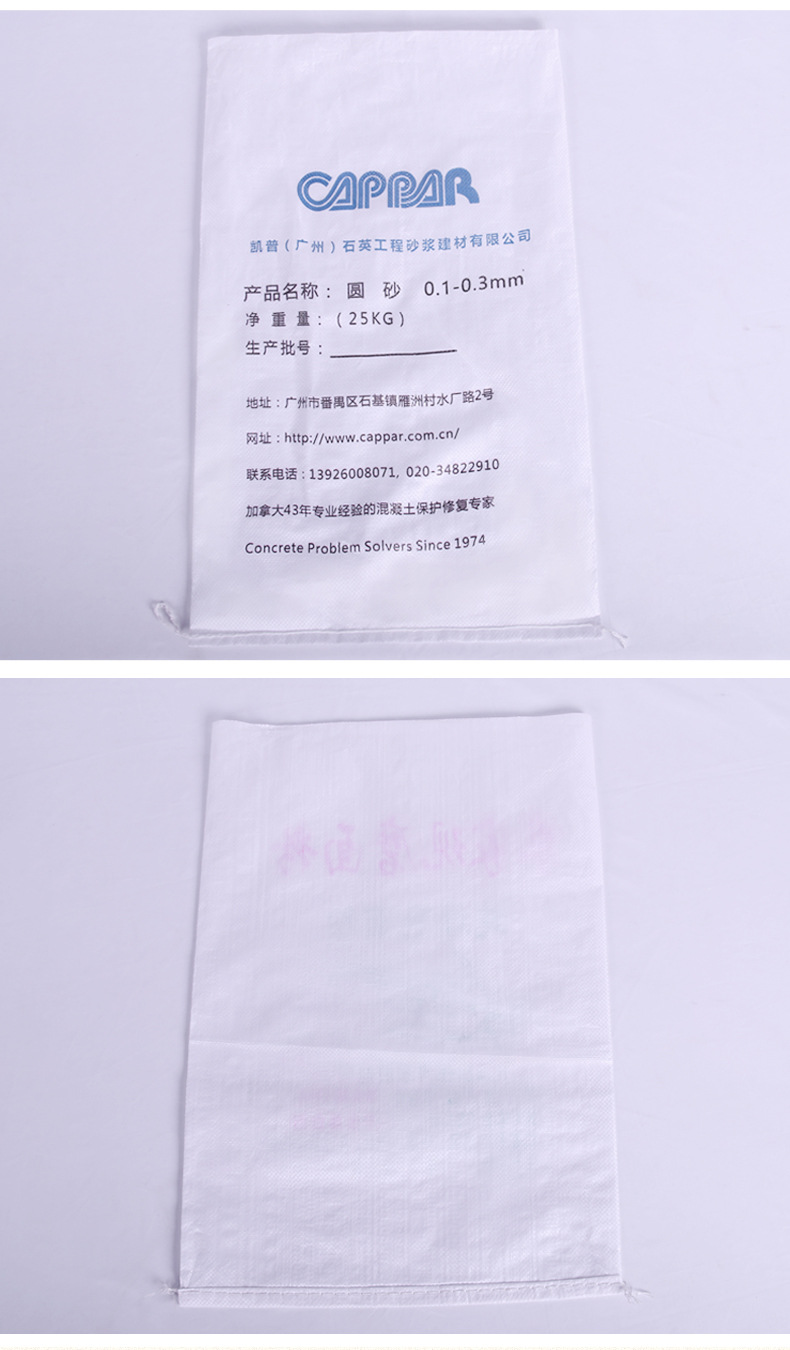 CAPPAR
凯普（广州）石英工程砂浆建材有限公司
产品名称： 圆 砂 0.1-0.3mm
净 重 量：（25KG）
生产批号：
地址：广州市番禺区石基镇雁洲村水厂路2号
网址：http://www.cappar.com.cn/
联系电话：13926008071, 020-34822910
加拿大43年专业经验的混凝土保护修复专家
Concrete Problem Solvers Since 1974